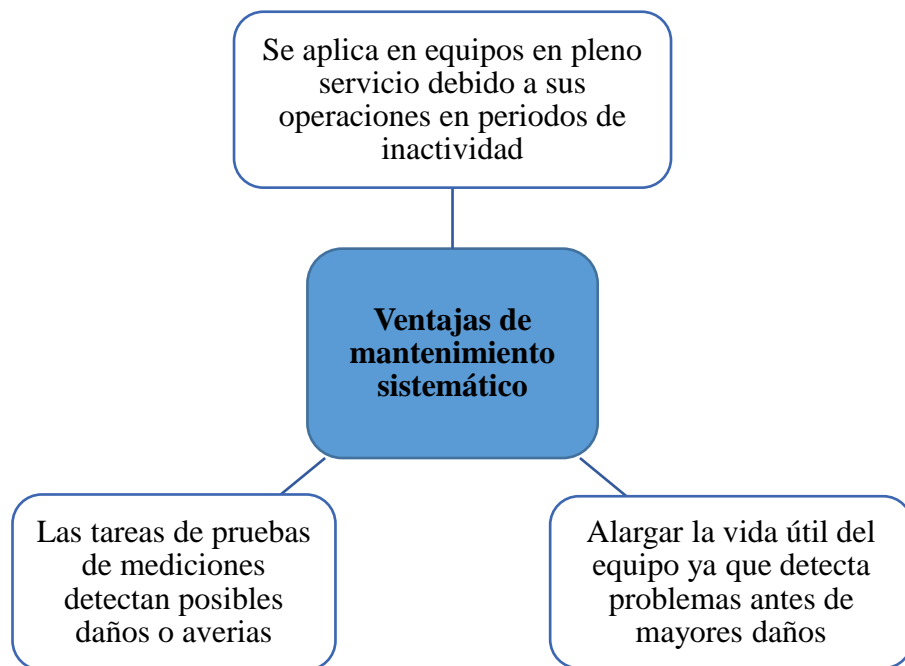 Se aplica en equipos en pleno
servicio debido a sus
operaciones en periodos de
inactividad
Ventajas de
mantenimiento
sistemático
Las tareas de pruebas
de mediciones
detectan posibles
daños o averias
Alargar la vida útil del
equipo ya que detecta
problemas antes de
mayores daños